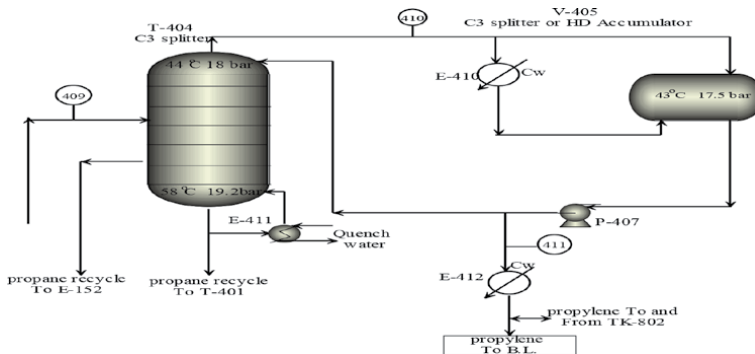 T-404
C3 splitter
410
V-405
C3 splitter or HD Accumulator
44 °C 18 bar
E-410
Cw
43°C 17.5 bar
409
58 °C 19.2bar
E-411
Quench
water
P-407
411
propane recycle
To E-152
propane recycle
To T-401
E-412
Cw
propylene To and
From TK-802
propylene
To B.L.